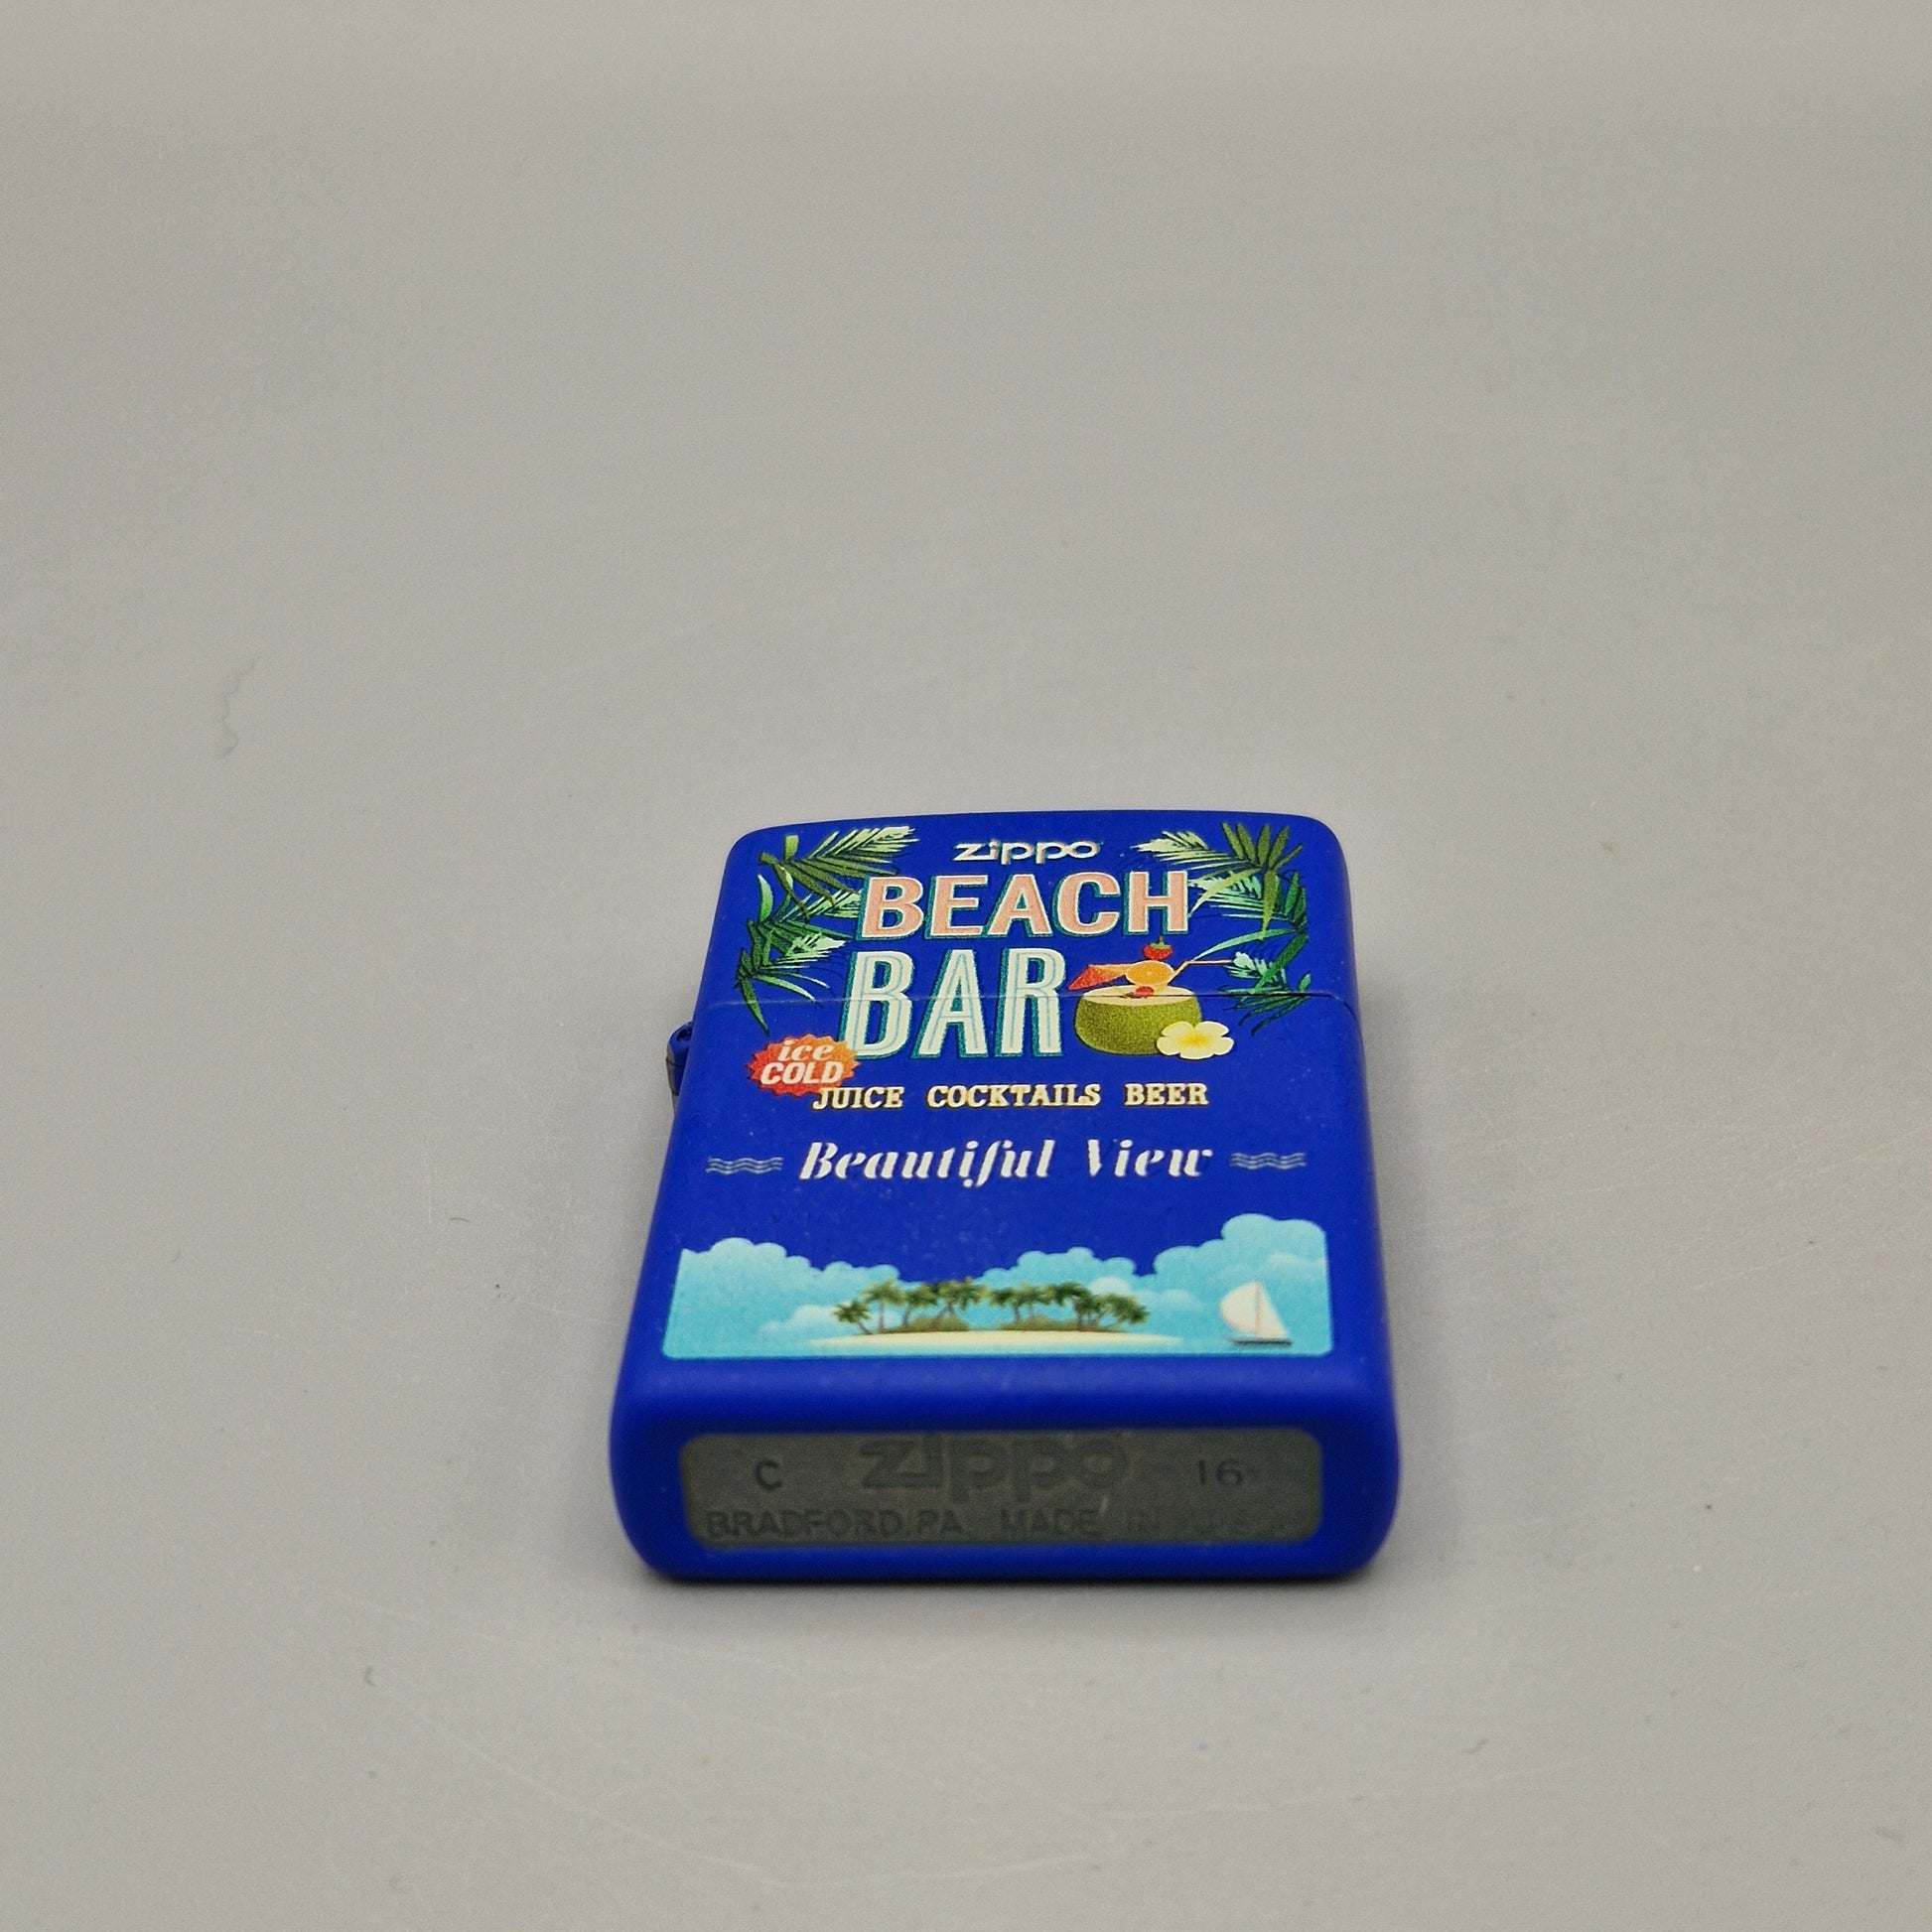 zippo
BEACH
BAR
ice
COLD
JUICE COCKTAILS BEER
Beautiful View
C zippo 16
BRADFORD.PA MADE IN U.S.A.